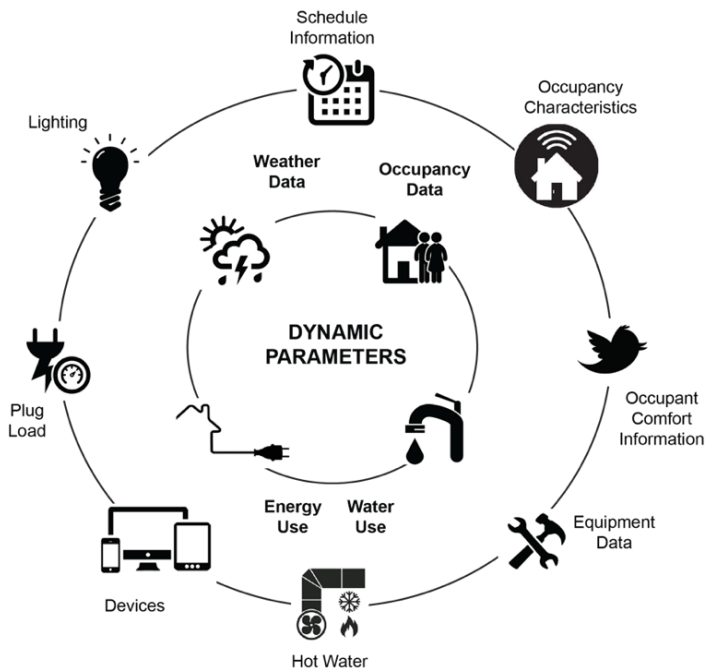 Schedule
Information
Occupancy
Characteristics
Lighting
Weather
Data
Occupancy
Data
DYNAMIC
PARAMETERS
Plug
Load
Occupant
Comfort
Information
Energy
Use
Water
Use
Equipment
Data
Devices
Hot Water